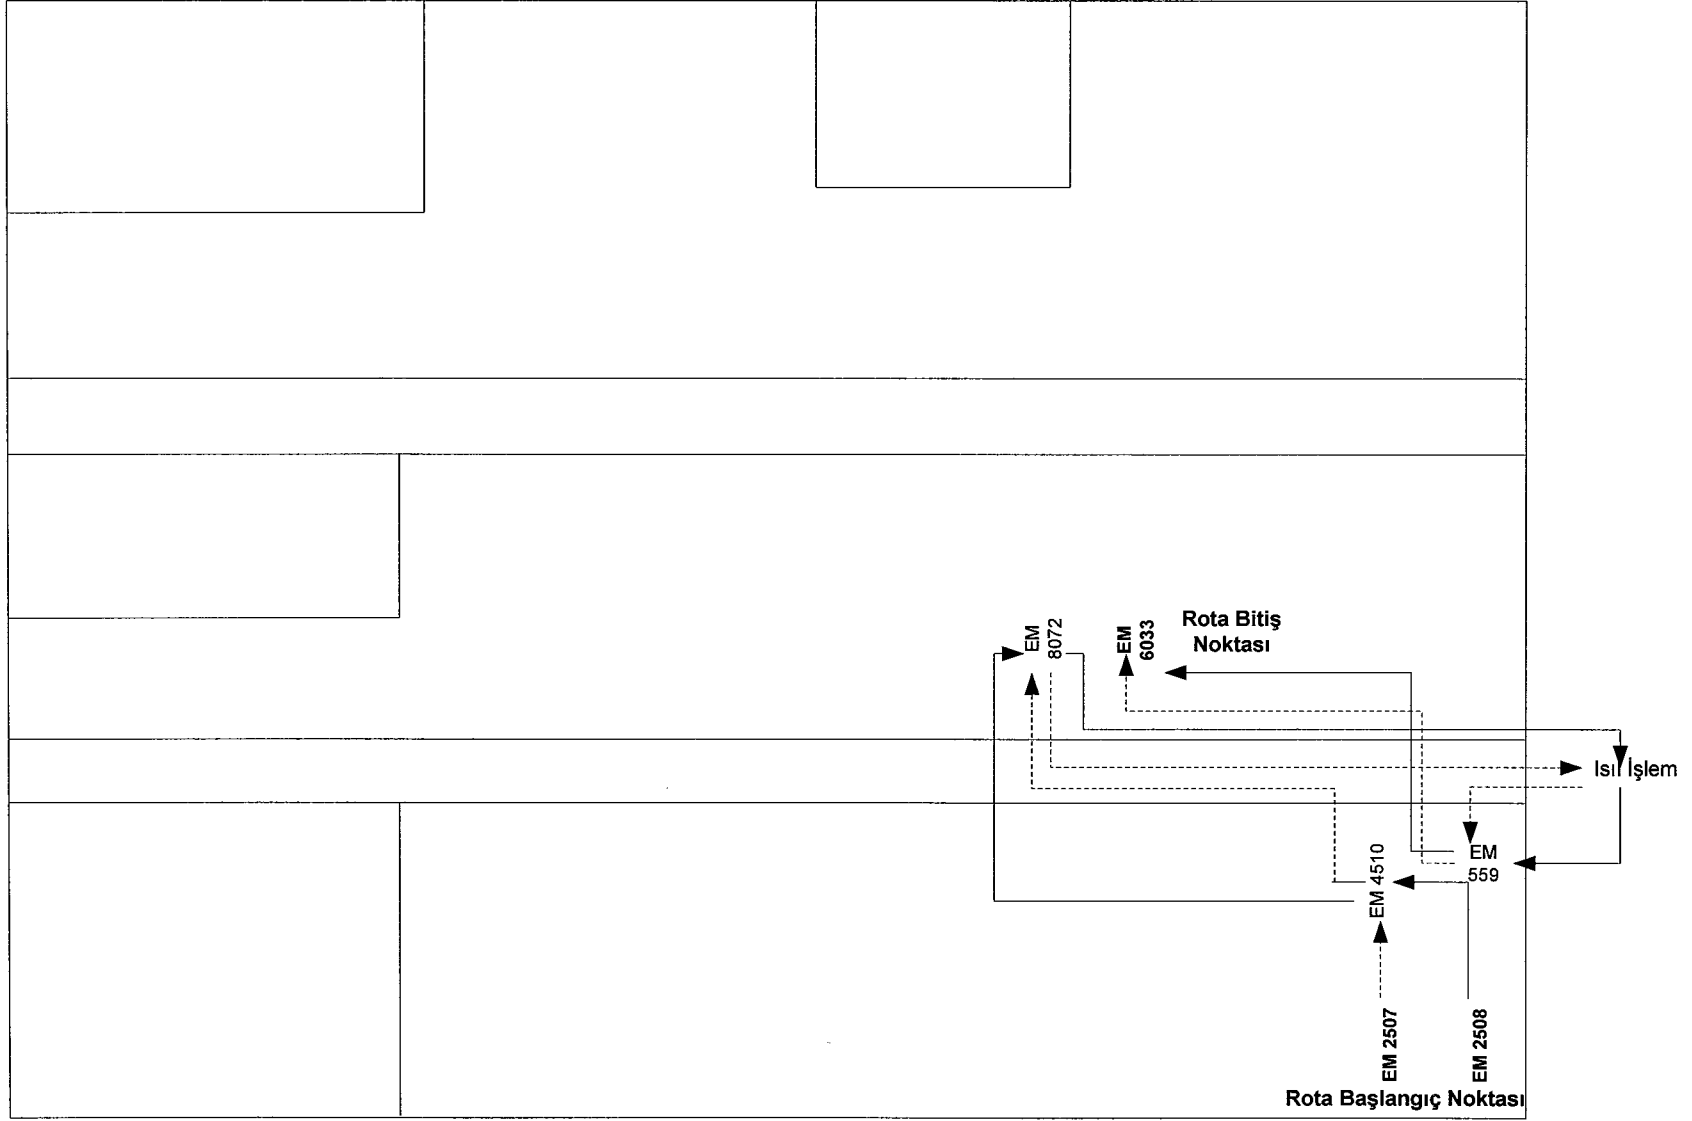 Rota Bitiş
Noktası
EM
8072
EM
6033
Isıl İşlem
EM
559
EM 4510
EM 2507
EM 2508
Rota Başlangıç Noktası